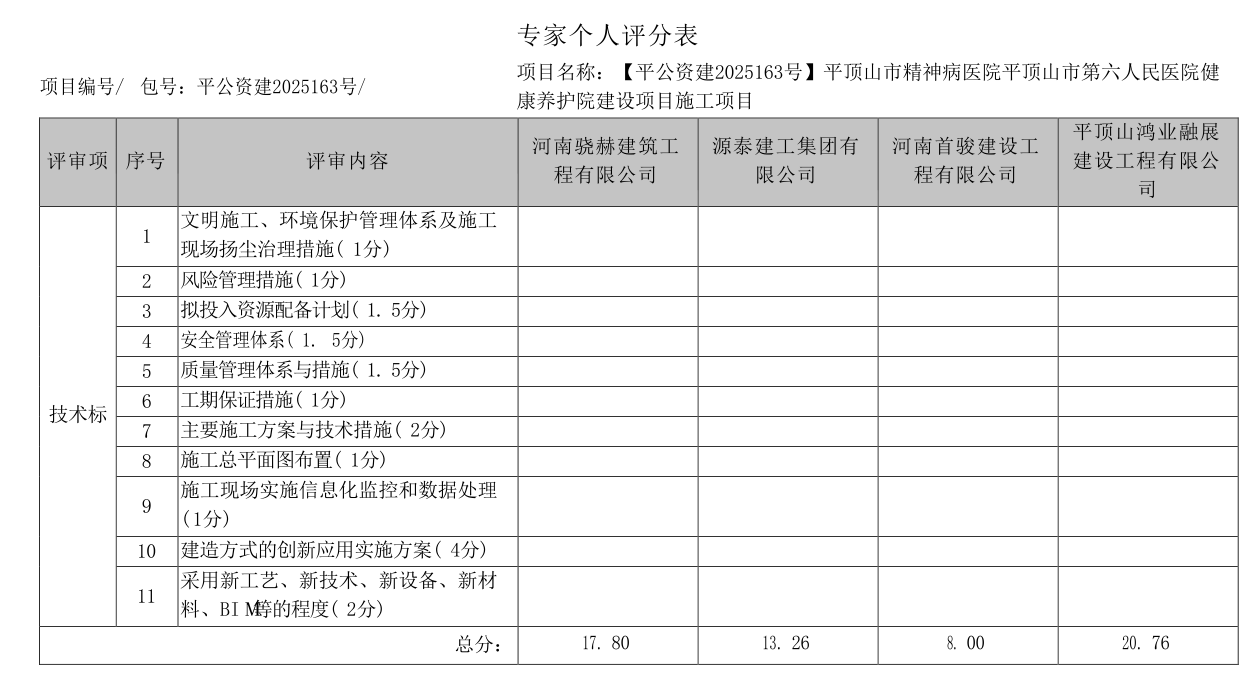 专家个人评分表
项目编号/ 包号：平公资建2025163号/
项目名称：【平公资建2025163号】平顶山市精神病医院平顶山市第六人民医院健
康养护院建设项目施工项目
评审项 序号 评审内容
河南骁赫建筑工
程有限公司
源泰建工集团有
限公司
河南首骏建设工
程有限公司
平顶山鸿业融展
建设工程有限公
司
技术标
1
文明施工、环境保护管理体系及施工
现场扬尘治理措施(1分)
2 风险管理措施(1分)
3 拟投入资源配备计划(1.5分)
4 安全管理体系(1. 5分)
5 质量管理体系与措施(1.5分)
6 工期保证措施(1分)
7 主要施工方案与技术措施(2分)
8 施工总平面图布置(1分)
9
施工现场实施信息化监控和数据处理
(1分)
10 建造方式的创新应用实施方案(4分)
11
采用新工艺、新技术、新设备、新材
料、BIM等的程度(2分)
总分： 17.80 13.26 8.00 20.76